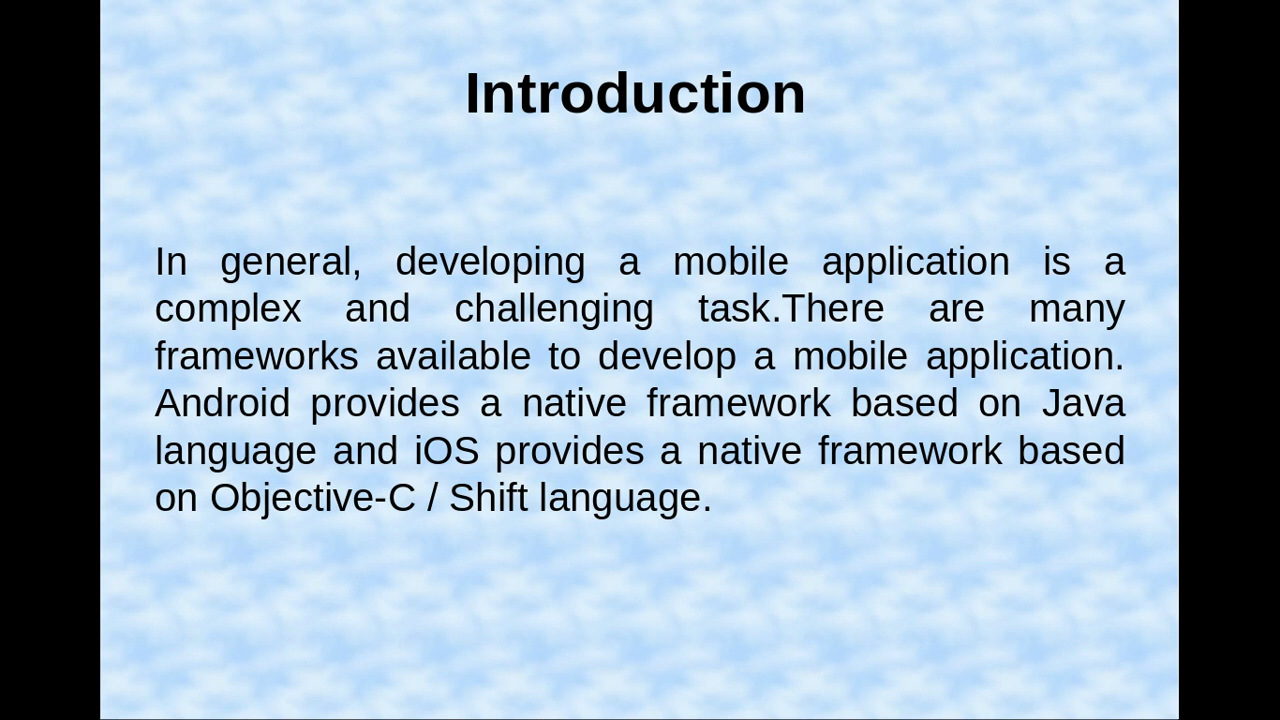 Introduction
In general, developing a mobile application is a
complex and challenging task.There are many
frameworks available to develop a mobile application.
Android provides a native framework based on Java
language and iOS provides a native framework based
on Objective-C / Shift language.